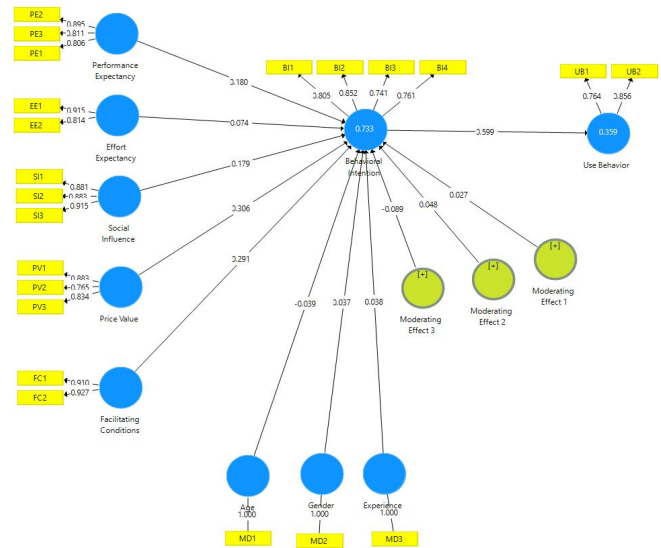 PE2
0.895
PE3
0.811
PE1
0.806
Performance
Expectancy
0.180
BI1
BI2
BI3
BI4
0.805
0.852
0.741
0.761
UB1
UB2
0.764
0.856
EE1
0.915
EE2
0.814
Effort
Expectancy
0.074
0.733
Behavioral
Intention
0.599
0.359
Use Behavior
SI1
0.881
SI2
0.883
SI3
0.915
Social
Influence
0.179
0.306
0.291
-0.089
0.048
0.027
[+]
Moderating
Effect 3
[+]
Moderating
Effect 2
[+]
Moderating
Effect 1
PV1
0.883
PV2
0.765
PV3
0.834
Price Value
-0.039
0.037
0.038
FC1
0.910
FC2
0.927
Facilitating
Conditions
Age
Gender
Experience
1.000
1.000
1.000
MD1
MD2
MD3